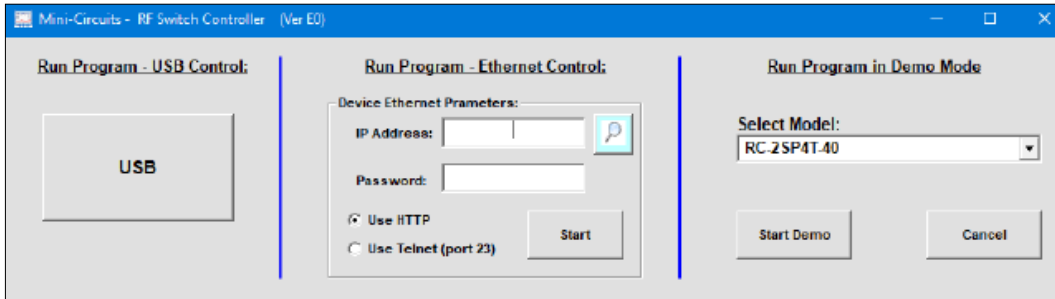 Mini-Circuits - RF Switch Controller (Ver E0)
Run Program - USB Control:
USB
Run Program - Ethernet Control:
Device Ethernet Prameters:
IP Address:
Password:
Use HTTP
Use Telnet (port 23)
Start
Run Program in Demo Mode
Select Model:
RC-2SP4T-40
Start Demo
Cancel